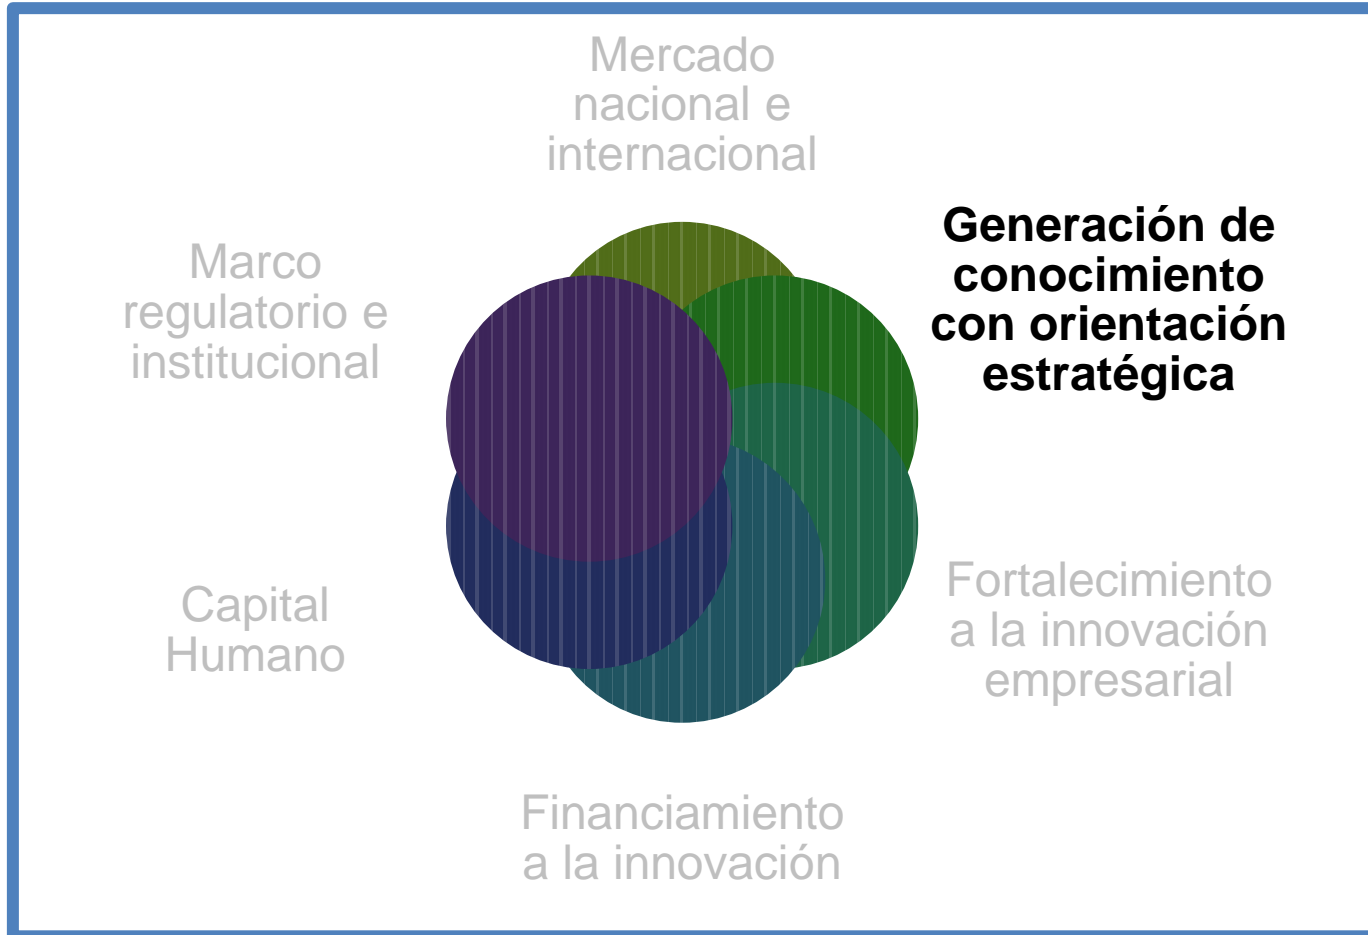 Mercado
nacional e
internacional
Generación de
conocimiento
con orientación
estratégica
Fortalecimiento
a la innovación
empresarial
Financiamiento
a la innovación
Capital
Humano
Marco
regulatorio e
institucional